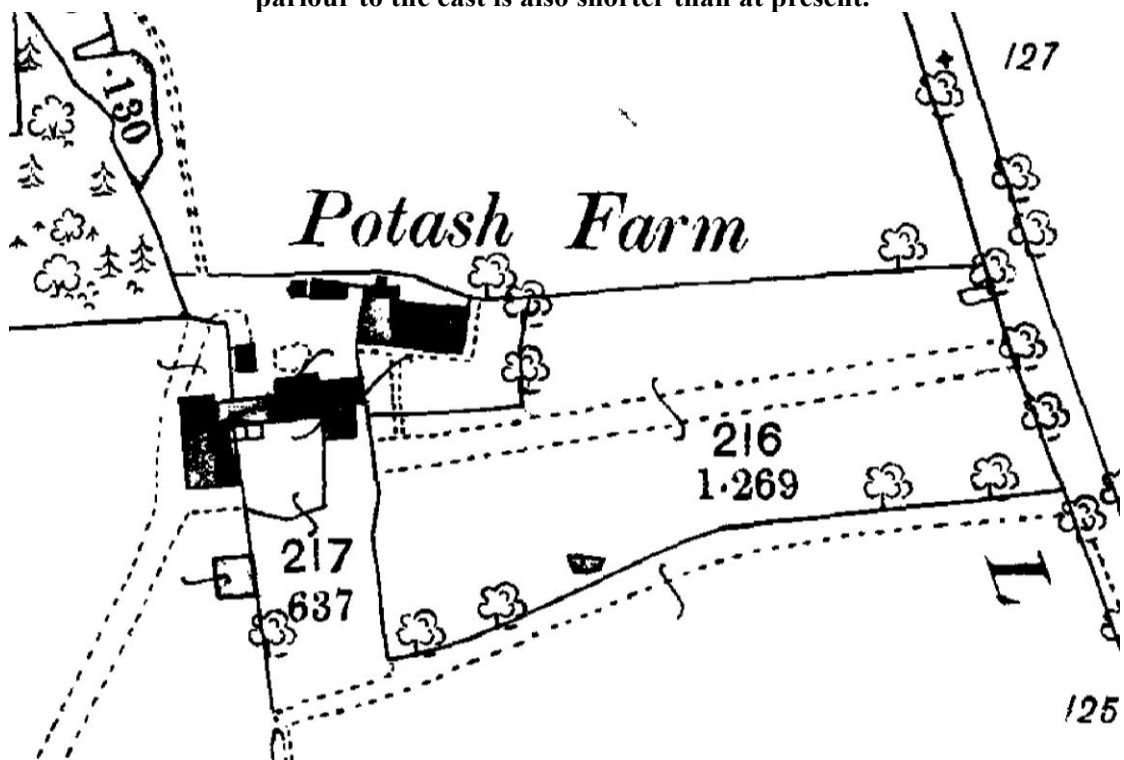 parlour to the east is also shorter than at present.
127
.130
Potash Farm
216
1·269
217
637
L
125